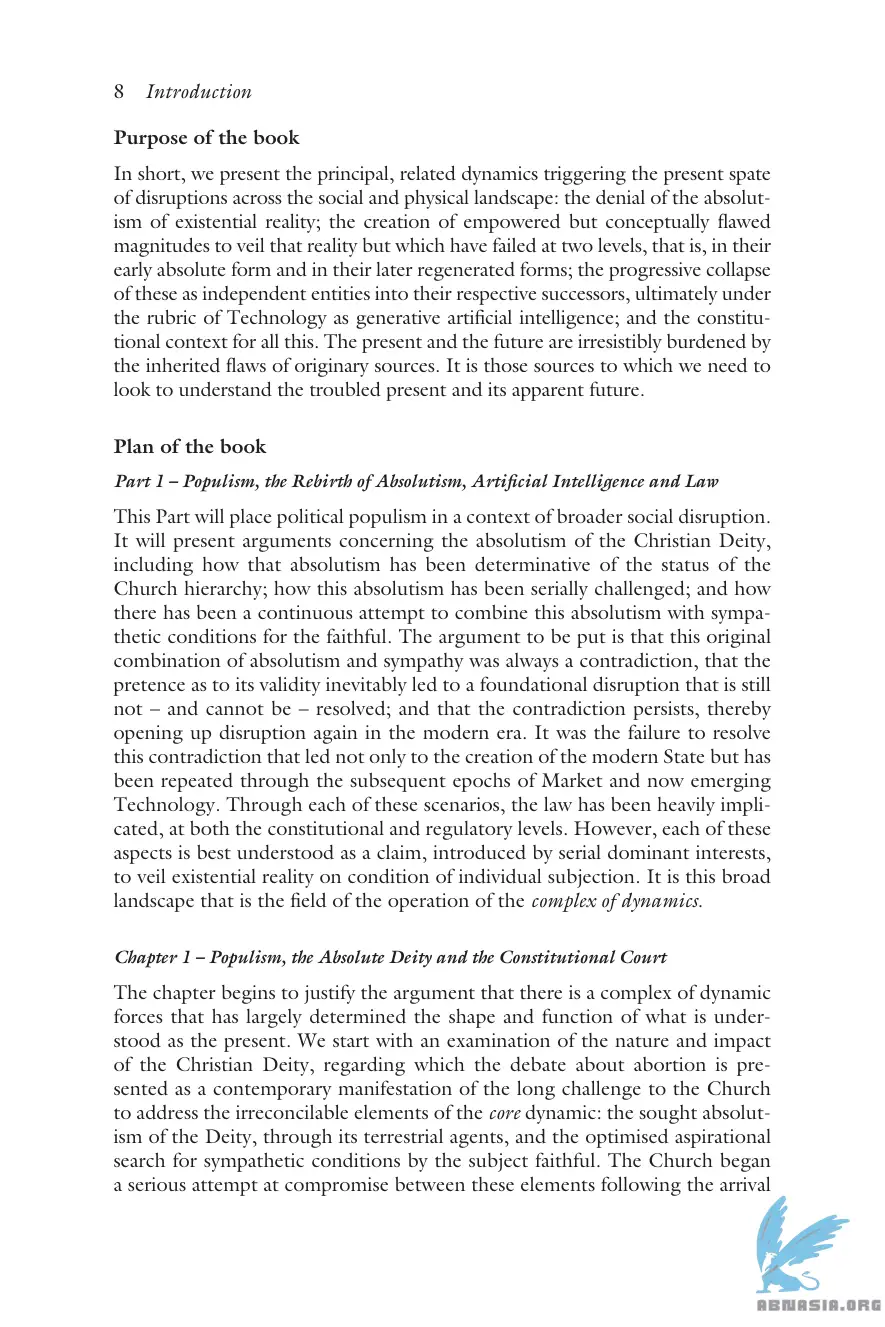 8 Introduction
Purpose of the book
In short, we present the principal, related dynamics triggering the present spate
of disruptions across the social and physical landscape: the denial of the absolut-
ism of existential reality; the creation of empowered but conceptually flawed
magnitudes to veil that reality but which have failed at two levels, that is, in their
early absolute form and in their later regenerated forms; the progressive collapse
of these as independent entities into their respective successors, ultimately under
the rubric of Technology as generative artificial intelligence; and the constitu-
tional context for all this. The present and the future are irresistibly burdened by
the inherited flaws of originary sources. It is those sources to which we need to
look to understand the troubled present and its apparent future.
Plan of the book
Part 1 – Populism, the Rebirth of Absolutism, Artificial Intelligence and Law
This Part will place political populism in a context of broader social disruption.
It will present arguments concerning the absolutism of the Christian Deity,
including how that absolutism has been determinative of the status of the
Church hierarchy; how this absolutism has been serially challenged; and how
there has been a continuous attempt to combine this absolutism with sympa-
thetic conditions for the faithful. The argument to be put is that this original
combination of absolutism and sympathy was always a contradiction, that the
pretence as to its validity inevitably led to a foundational disruption that is still
not – and cannot be – resolved; and that the contradiction persists, thereby
opening up disruption again in the modern era. It was the failure to resolve
this contradiction that led not only to the creation of the modern State but has
been repeated through the subsequent epochs of Market and now emerging
Technology. Through each of these scenarios, the law has been heavily impli-
cated, at both the constitutional and regulatory levels. However, each of these
aspects is best understood as a claim, introduced by serial dominant interests,
to veil existential reality on condition of individual subjection. It is this broad
landscape that is the field of the operation of the complex of dynamics.
Chapter 1 – Populism, the Absolute Deity and the Constitutional Court
The chapter begins to justify the argument that there is a complex of dynamic
forces that has largely determined the shape and function of what is under-
stood as the present. We start with an examination of the nature and impact
of the Christian Deity, regarding which the debate about abortion is pre-
sented as a contemporary manifestation of the long challenge to the Church
to address the irreconcilable elements of the core dynamic: the sought absolut-
ism of the Deity, through its terrestrial agents, and the optimised aspirational
search for sympathetic conditions by the subject faithful. The Church began
a serious attempt at compromise between these elements following the arrival
ABNASIA.ORG